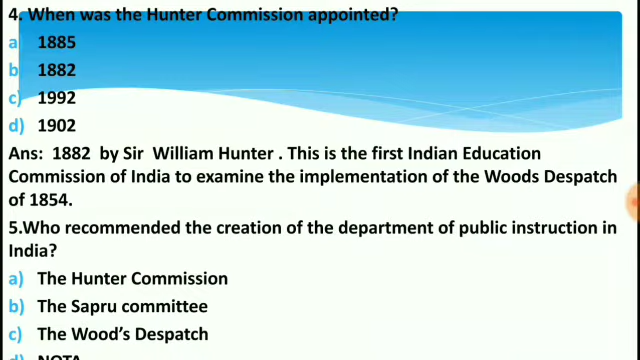 4. When was the Hunter Commission appointed?
a 1885
b 1882
c) 1992
d) 1902
Ans: 1882 by Sir William Hunter . This is the first Indian Education
Commission of India to examine the implementation of the Woods Despatch
of 1854.
5.Who recommended the creation of the department of public instruction in
India?
a) The Hunter Commission
b) The Sapru committee
c) The Wood's Despatch
d) NOTA